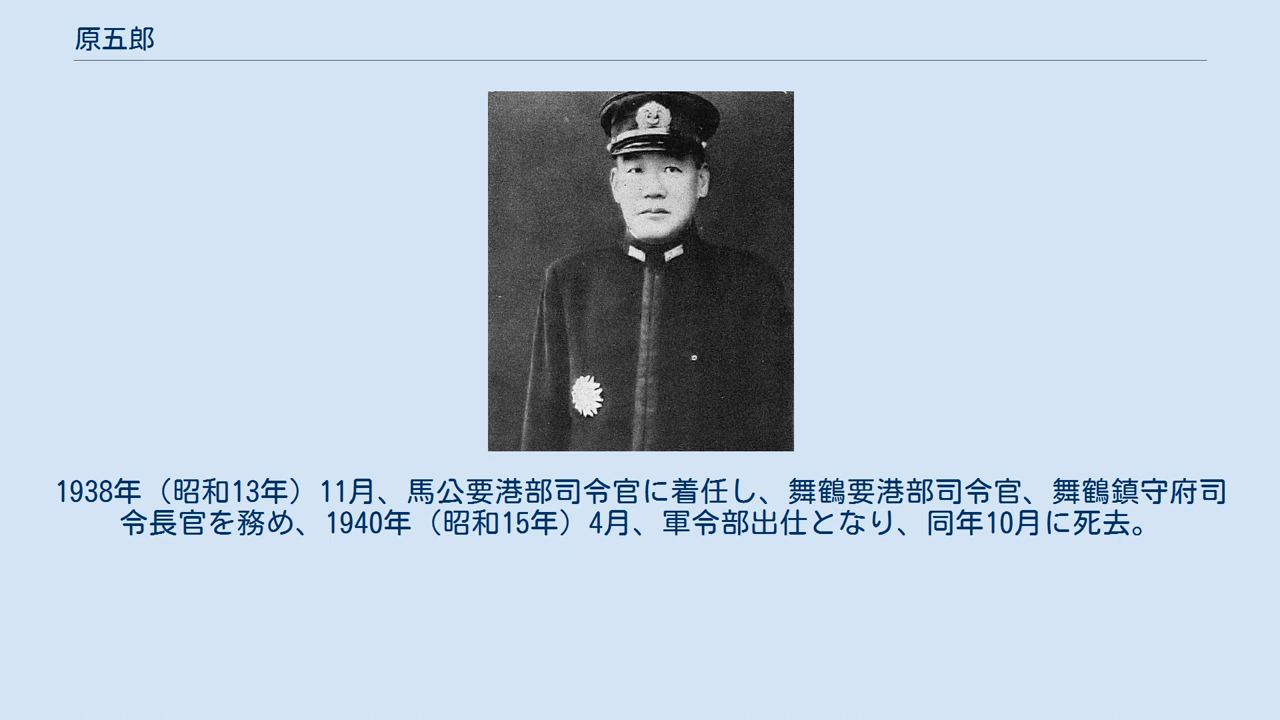 原五郎
1938年（昭和13年）11月、馬公要港部司令官に着任し、舞鶴要港部司令官、舞鶴鎮守府司
令長官を務め、1940年（昭和15年）4月、軍令部出仕となり、同年10月に死去。